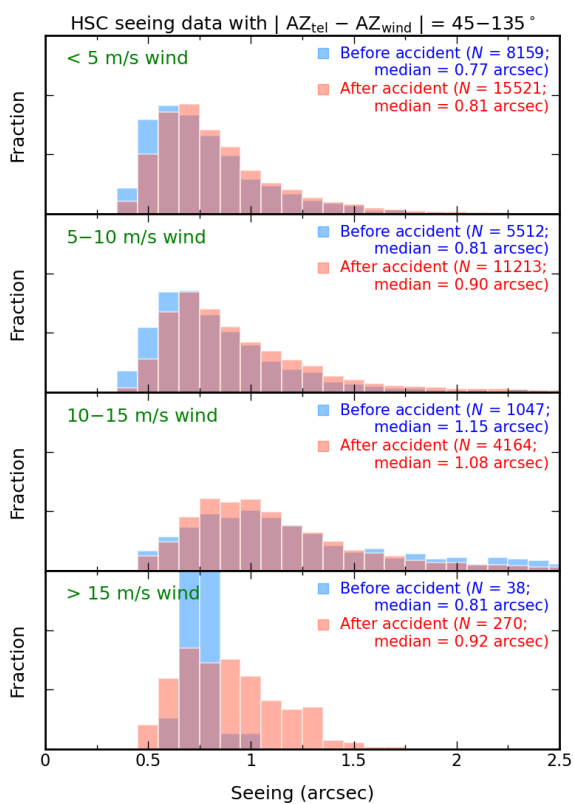 HSC seeing data with | AZtel − AZwind | = 45−135°
< 5 m/s wind
Before accident (N = 8159;
median = 0.77 arcsec)
After accident (N = 15521;
median = 0.81 arcsec)
Fraction
5−10 m/s wind
Before accident (N = 5512;
median = 0.81 arcsec)
After accident (N = 11213;
median = 0.90 arcsec)
Fraction
10−15 m/s wind
Before accident (N = 1047;
median = 1.15 arcsec)
After accident (N = 4164;
median = 1.08 arcsec)
Fraction
> 15 m/s wind
Before accident (N = 38;
median = 0.81 arcsec)
After accident (N = 270;
median = 0.92 arcsec)
Fraction
0 0.5 1 1.5 2 2.5
Seeing (arcsec)